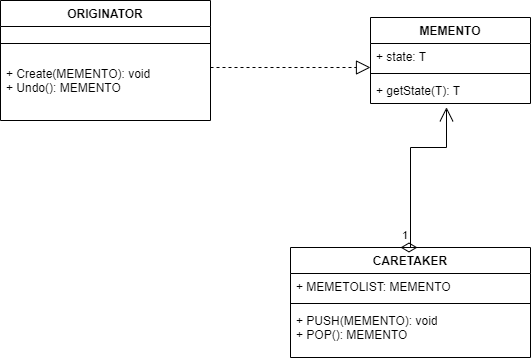 ORIGINATOR
+ Create(MEMENTO): void
+ Undo(): MEMENTO
MEMENTO
+ state: T
+ getState(T): T
1
CARETAKER
+ MEMETOLIST: MEMENTO
+ PUSH(MEMENTO): void
+ POP(): MEMENTO